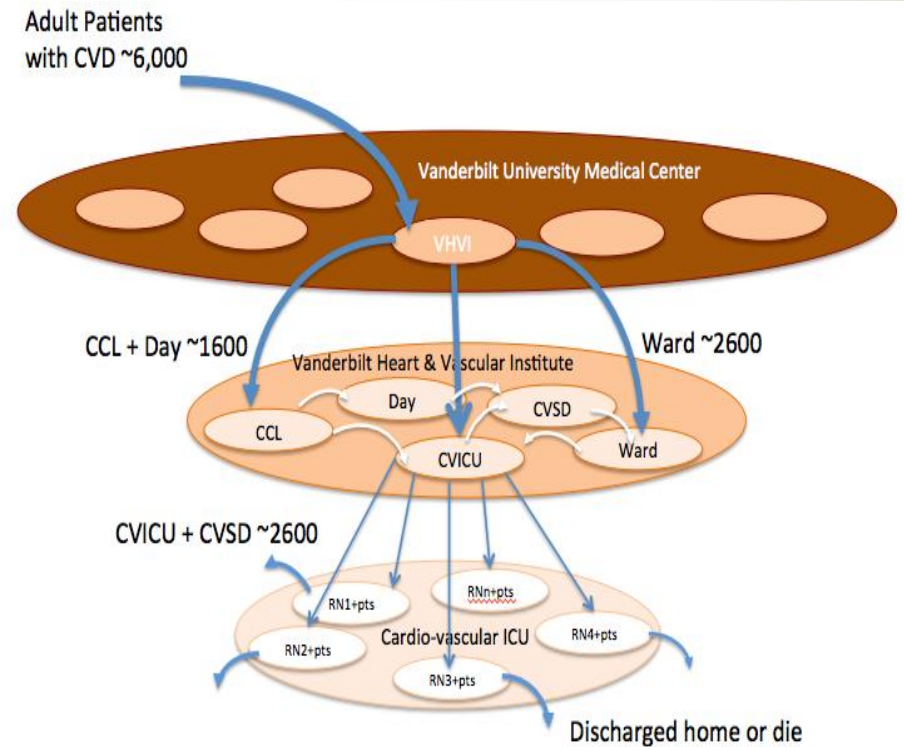 Adult Patients
with CVD ~6,000
Vanderbilt University Medical Center
VHVI
CCL + Day ~1600
Ward ~2600
Vanderbilt Heart & Vascular Institute
Day
CVSD
CCL
Ward
CVICU
CVICU + CVSD ~2600
RN1+pts
RNn+pts
RN2+pts
Cardio-vascular ICU
RN4+pts
RN3+pts
Discharged home or die